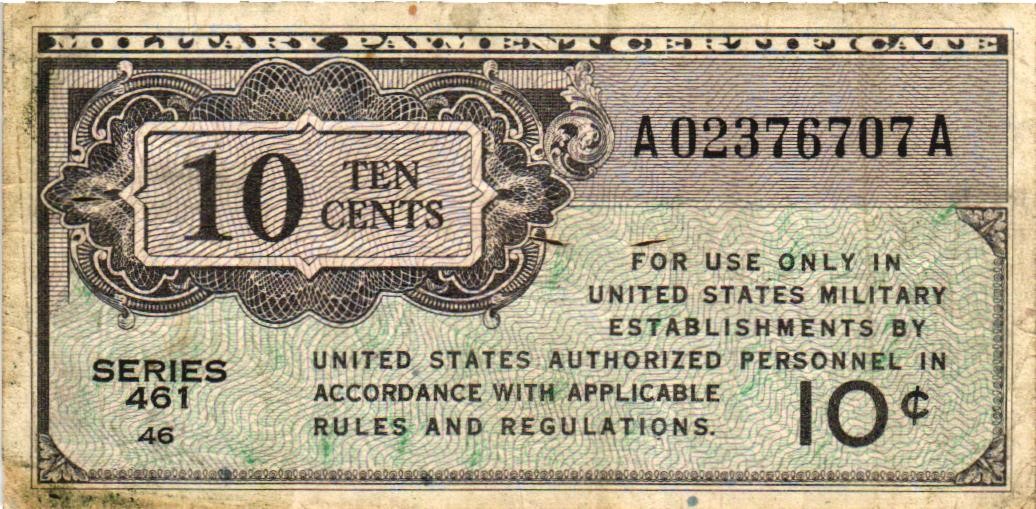 MILITARY PAYMENT CERTIFICATE
A02376707A
10 TEN CENTS
FOR USE ONLY IN
UNITED STATES MILITARY
ESTABLISHMENTS BY
UNITED STATES AUTHORIZED PERSONNEL IN
ACCORDANCE WITH APPLICABLE
RULES AND REGULATIONS.
SERIES
461
46
10¢